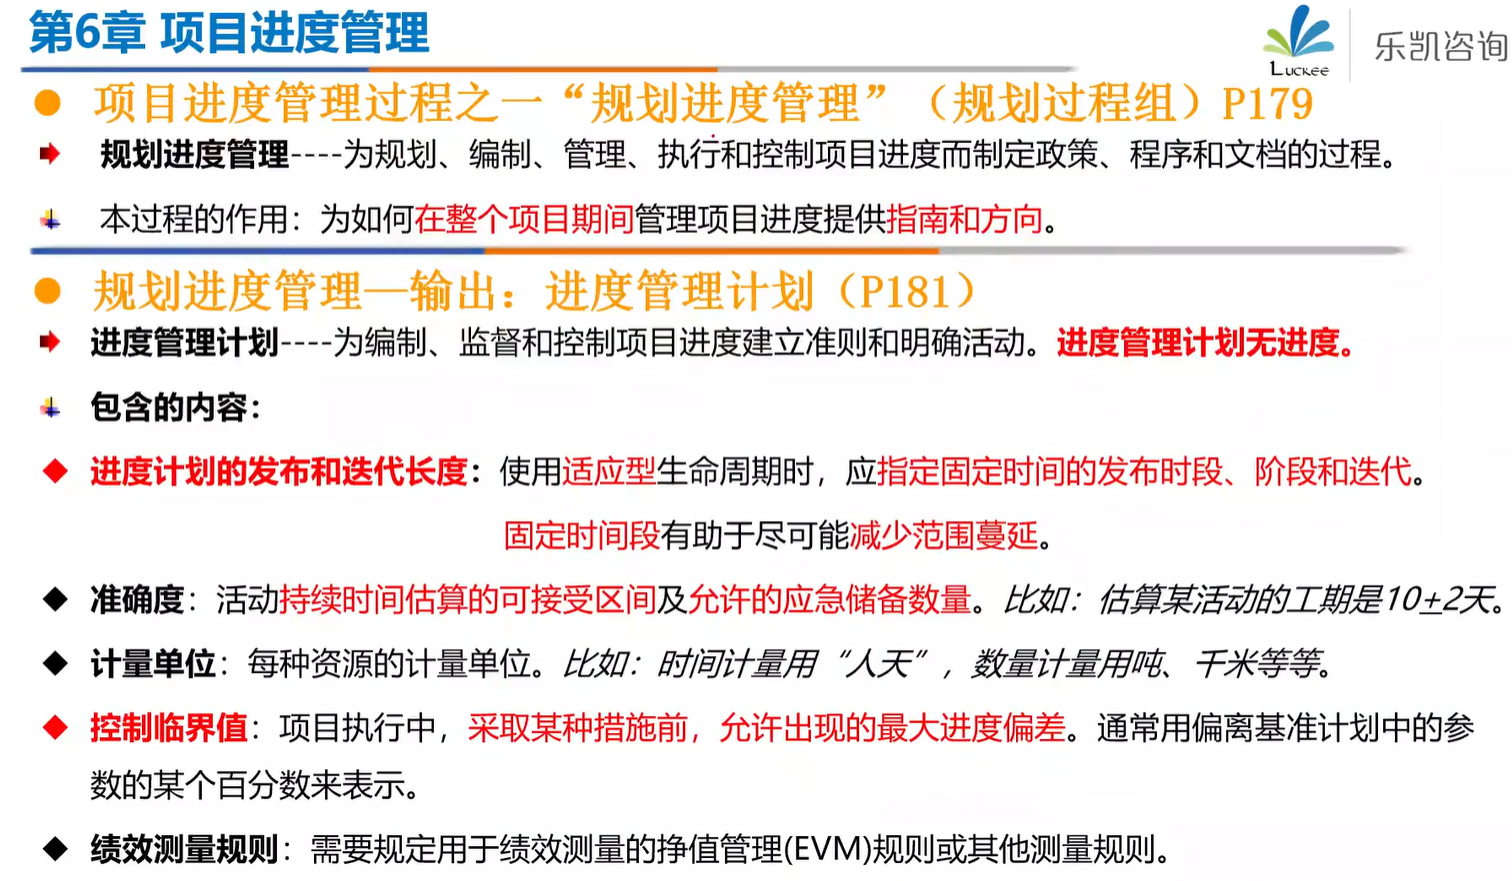 第6章 项目进度管理
Luckee
乐凯咨询
项目进度管理过程之一“规划进度管理”（规划过程组）P179
规划进度管理----为规划、编制、管理、执行和控制项目进度而制定政策、程序和文档的过程。
本过程的作用：为如何在整个项目期间管理项目进度提供指南和方向。
规划进度管理—输出：进度管理计划（P181）
进度管理计划----为编制、监督和控制项目进度建立准则和明确活动。进度管理计划无进度。
包含的内容：
进度计划的发布和迭代长度：使用适应型生命周期时，应指定固定时间的发布时段、阶段和迭代。
固定时间段有助于尽可能减少范围蔓延。
准确度：活动持续时间估算的可接受区间及允许的应急储备数量。比如：估算某活动的工期是10±2天。
计量单位：每种资源的计量单位。比如：时间计量用“人天”，数量计量用吨、千米等等。
控制临界值：项目执行中，采取某种措施前，允许出现的最大进度偏差。通常用偏离基准计划中的参
数的某个百分数来表示。
绩效测量规则：需要规定用于绩效测量的挣值管理(EVM)规则或其他测量规则。